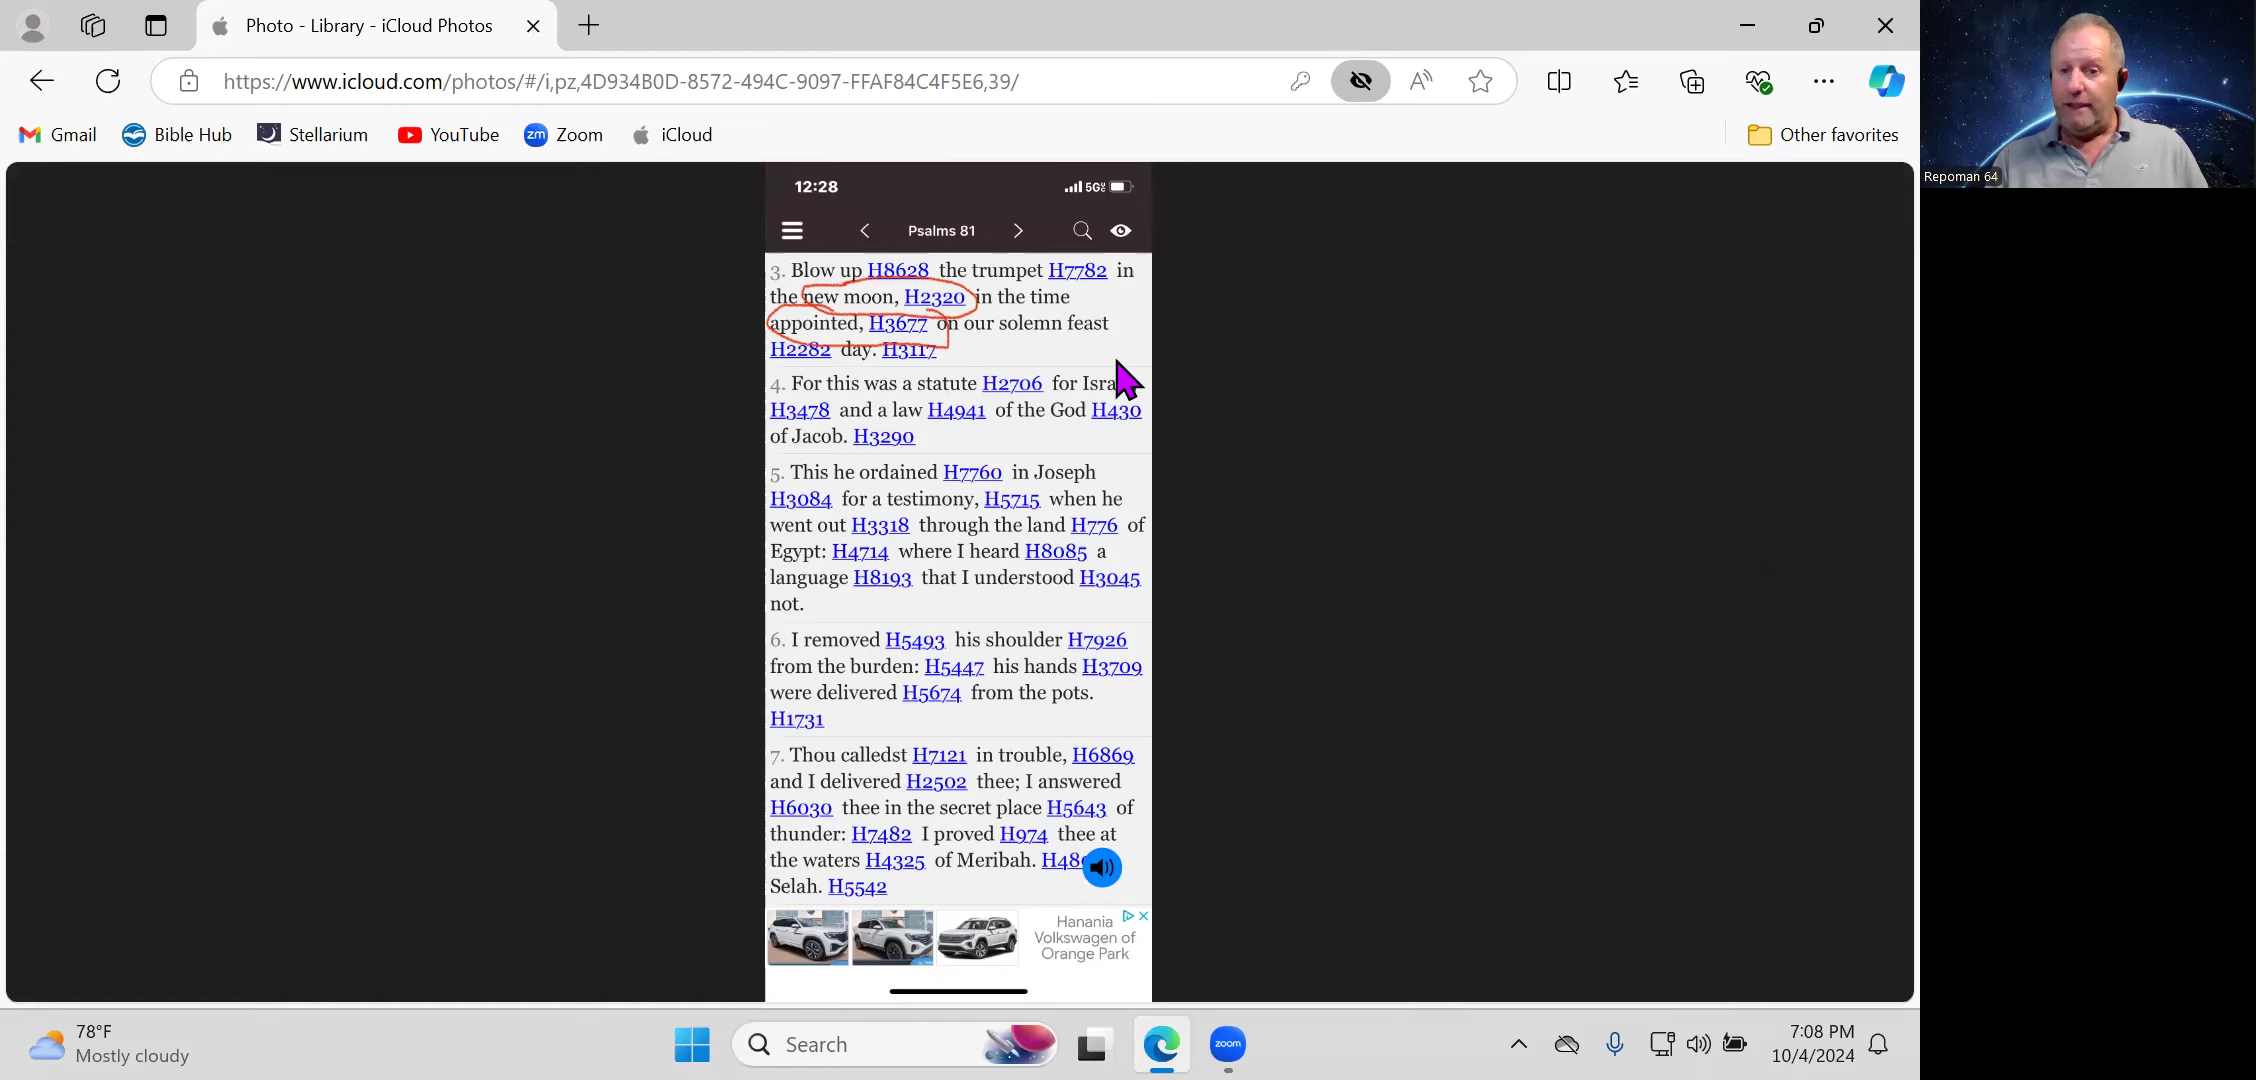 Photo - Library - iCloud Photos
https://www.icloud.com/photos/#/i,pz,4D934B0D-8572-494C-9097-FFAF84C4F5E6,39/
Gmail
Bible Hub
Stellarium
YouTube
zm Zoom
iCloud
Other favorites
Repoman 64
12:28
5G
Psalms 81
3. Blow up H8628 the trumpet H7782 in
the new moon, H2320 in the time
appointed, H3677 on our solemn feast
H2282 day. H3117
4. For this was a statute H2706 for Isra
H3478 and a law H4941 of the God H430
of Jacob. H3290
5. This he ordained H7760 in Joseph
H3084 for a testimony, H5715 when he
went out H3318 through the land H776 of
Egypt: H4714 where I heard H8085 a
language H8193 that I understood H3045
not.
6. I removed H5493 his shoulder H7926
from the burden: H5447 his hands H3709
were delivered H5674 from the pots.
H1731
7. Thou calledst H7121 in trouble, H6869
and I delivered H2502 thee; I answered
H6030 thee in the secret place H5643 of
thunder: H7482 I proved H974 thee at
the waters H4325 of Meribah. H48
Selah. H5542
Hanania
Volkswagen of
Orange Park
78°F
Mostly cloudy
Search
zoom
7:08 PM
10/4/2024